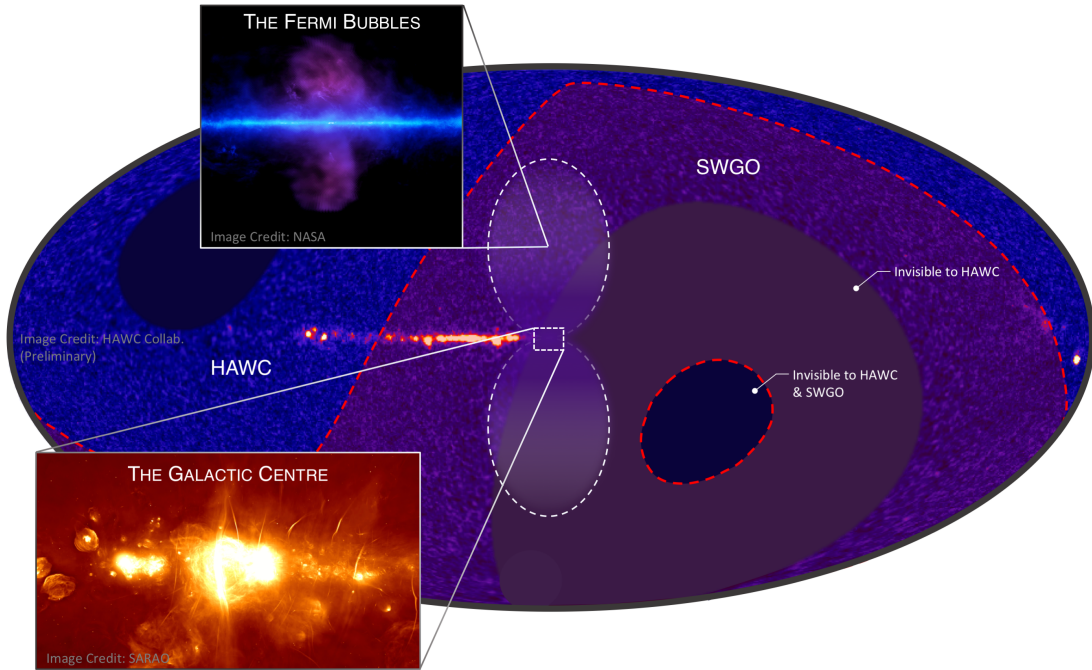 THE FERMI BUBBLES
Image Credit: NASA
SWGO
Invisible to HAWC
Image Credit: HAWC Collab.
(Preliminary)
HAWC
Invisible to HAWC
& SWGO
THE GALACTIC CENTRE
Image Credit: SARAO